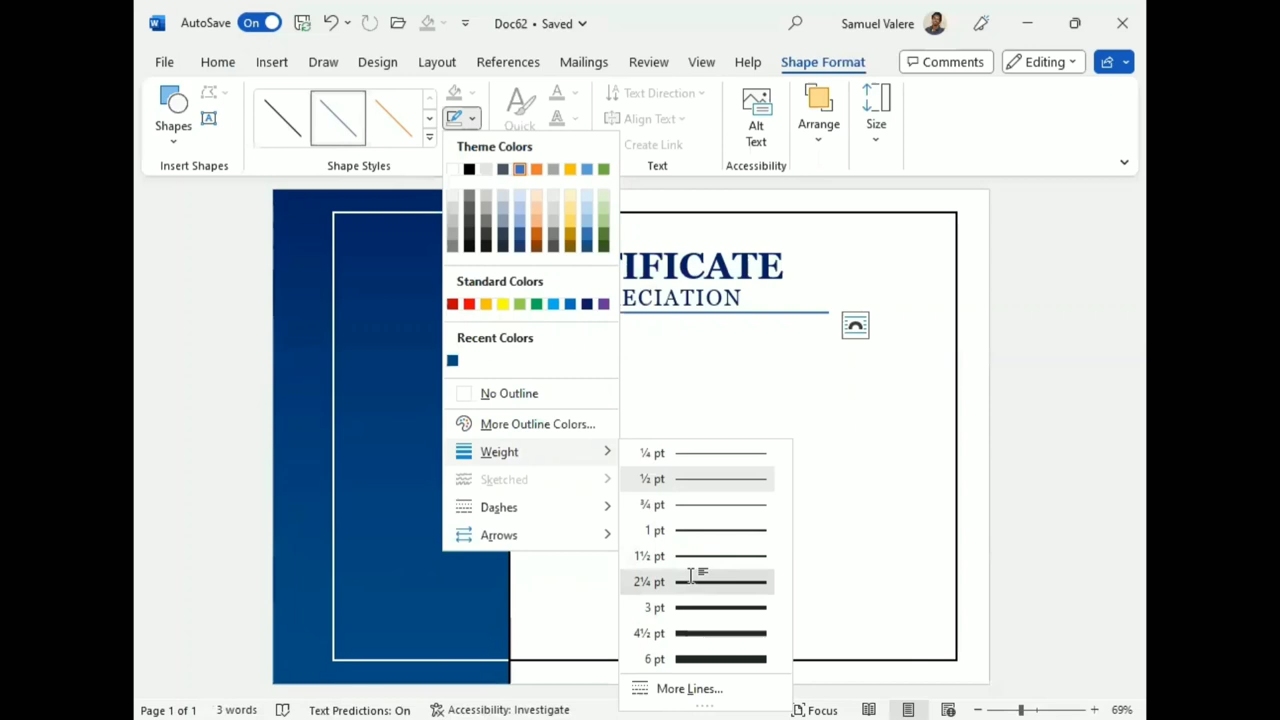 AutoSave On Doc62 • Saved Samuel Valere
File Home Insert Draw Design Layout References Mailings Review View Help Shape Format Comments Editing
Shapes
Quick
Text Direction
Align Text
Create Link
Alt Text
Arrange
Size
Insert Shapes Shape Styles Text Accessibility
Theme Colors
Standard Colors
Recent Colors
No Outline
More Outline Colors...
Weight
Sketched
Dashes
Arrows
¼ pt
½ pt
¾ pt
1 pt
1½ pt
2¼ pt
3 pt
4½ pt
6 pt
More Lines...
TIFICATE
ECIATION
Page 1 of 1 3 words Text Predictions: On Accessibility: Investigate Focus 69%